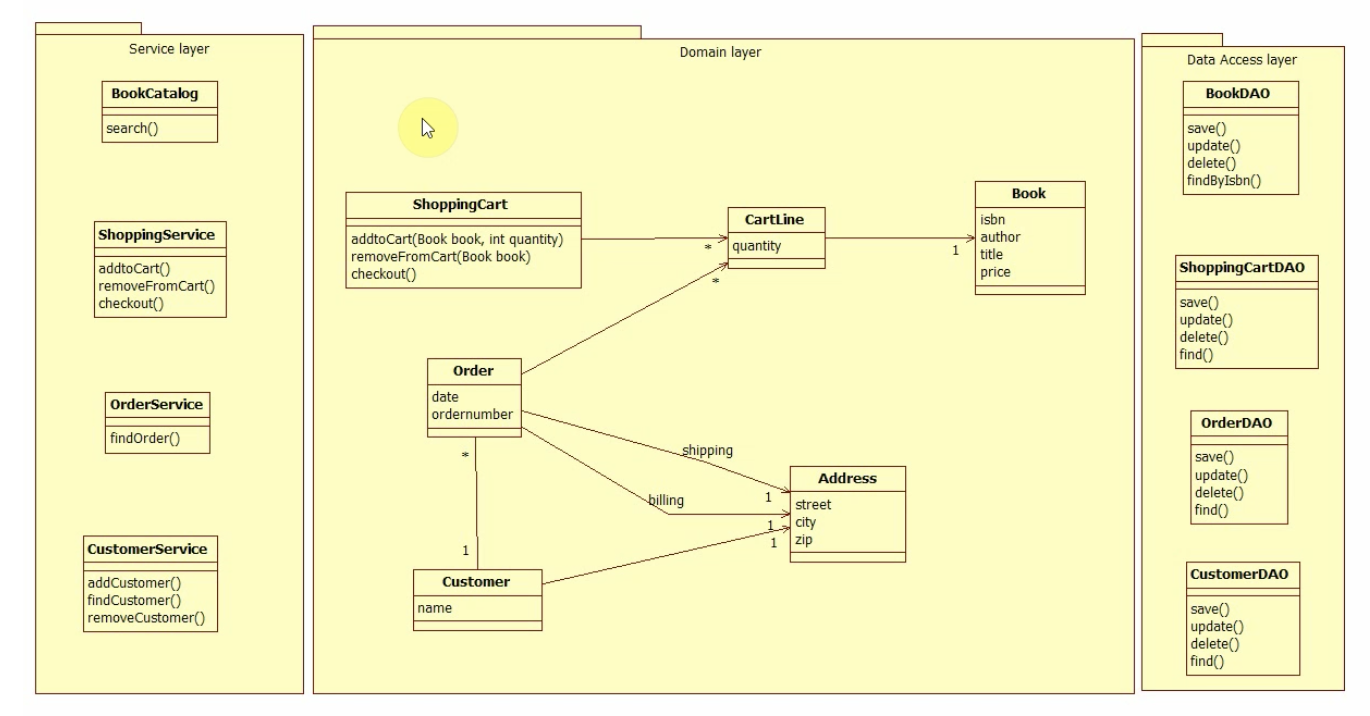 Service layer
BookCatalog
search()
ShoppingService
addtoCart()
removeFromCart()
checkout()
OrderService
findOrder()
CustomerService
addCustomer()
findCustomer()
removeCustomer()
Domain layer
ShoppingCart
addtoCart(Book book, int quantity)
removeFromCart(Book book)
checkout()
*
CartLine
quantity
*
1
Book
isbn
author
title
price
Order
date
ordernumber
*
1
shipping
1
billing
1
1
Address
street
city
zip
Customer
name
Data Access layer
BookDAO
save()
update()
delete()
findByIsbn()
ShoppingCartDAO
save()
update()
delete()
find()
OrderDAO
save()
update()
delete()
find()
CustomerDAO
save()
update()
delete()
find()